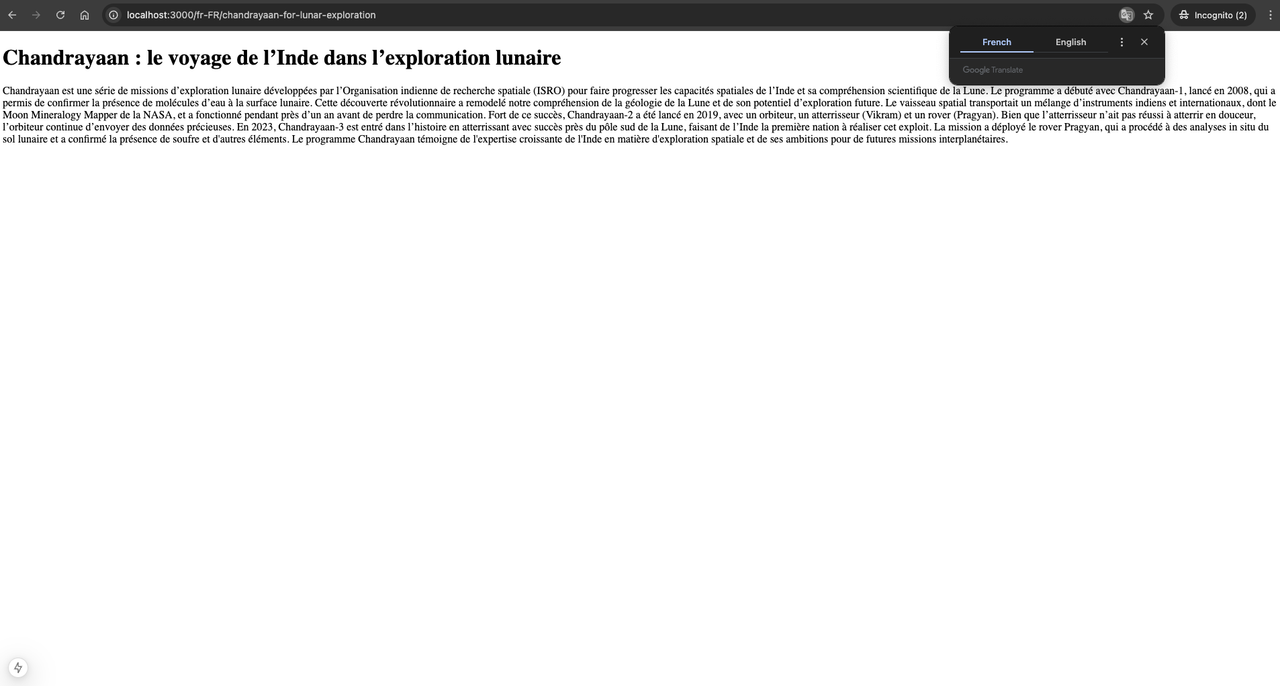 localhost:3000/fr-FR/chandrayaan-for-lunar-exploration
Incognito (2)
French English
Google Translate
Chandrayaan : le voyage de l’Inde dans l’exploration lunaire
Chandrayaan est une série de missions d’exploration lunaire développées par l’Organisation indienne de recherche spatiale (ISRO) pour faire progresser les capacités spatiales de l’Inde et sa compréhension scientifique de la Lune. Le programme a débuté avec Chandrayaan-1, lancé en 2008, qui a
permis de confirmer la présence de molécules d’eau à la surface lunaire. Cette découverte révolutionnaire a remodelé notre compréhension de la géologie de la Lune et de son potentiel d’exploration future. Le vaisseau spatial transportait un mélange d’instruments indiens et internationaux, dont le
Moon Mineralogy Mapper de la NASA, et a fonctionné pendant près d’un an avant de perdre la communication. Fort de ce succès, Chandrayaan-2 a été lancé en 2019, avec un orbiteur, un atterrisseur (Vikram) et un rover (Pragyan). Bien que l’atterrisseur n’ait pas réussi à atterrir en douceur,
l’orbiteur continue d’envoyer des données précieuses. En 2023, Chandrayaan-3 est entré dans l’histoire en atterrissant avec succès près du pôle sud de la Lune, faisant de l’Inde la première nation à réaliser cet exploit. La mission a déployé le rover Pragyan, qui a procédé à des analyses in situ du
sol lunaire et a confirmé la présence de soufre et d'autres éléments. Le programme Chandrayaan témoigne de l'expertise croissante de l'Inde en matière d'exploration spatiale et de ses ambitions pour de futures missions interplanétaires.